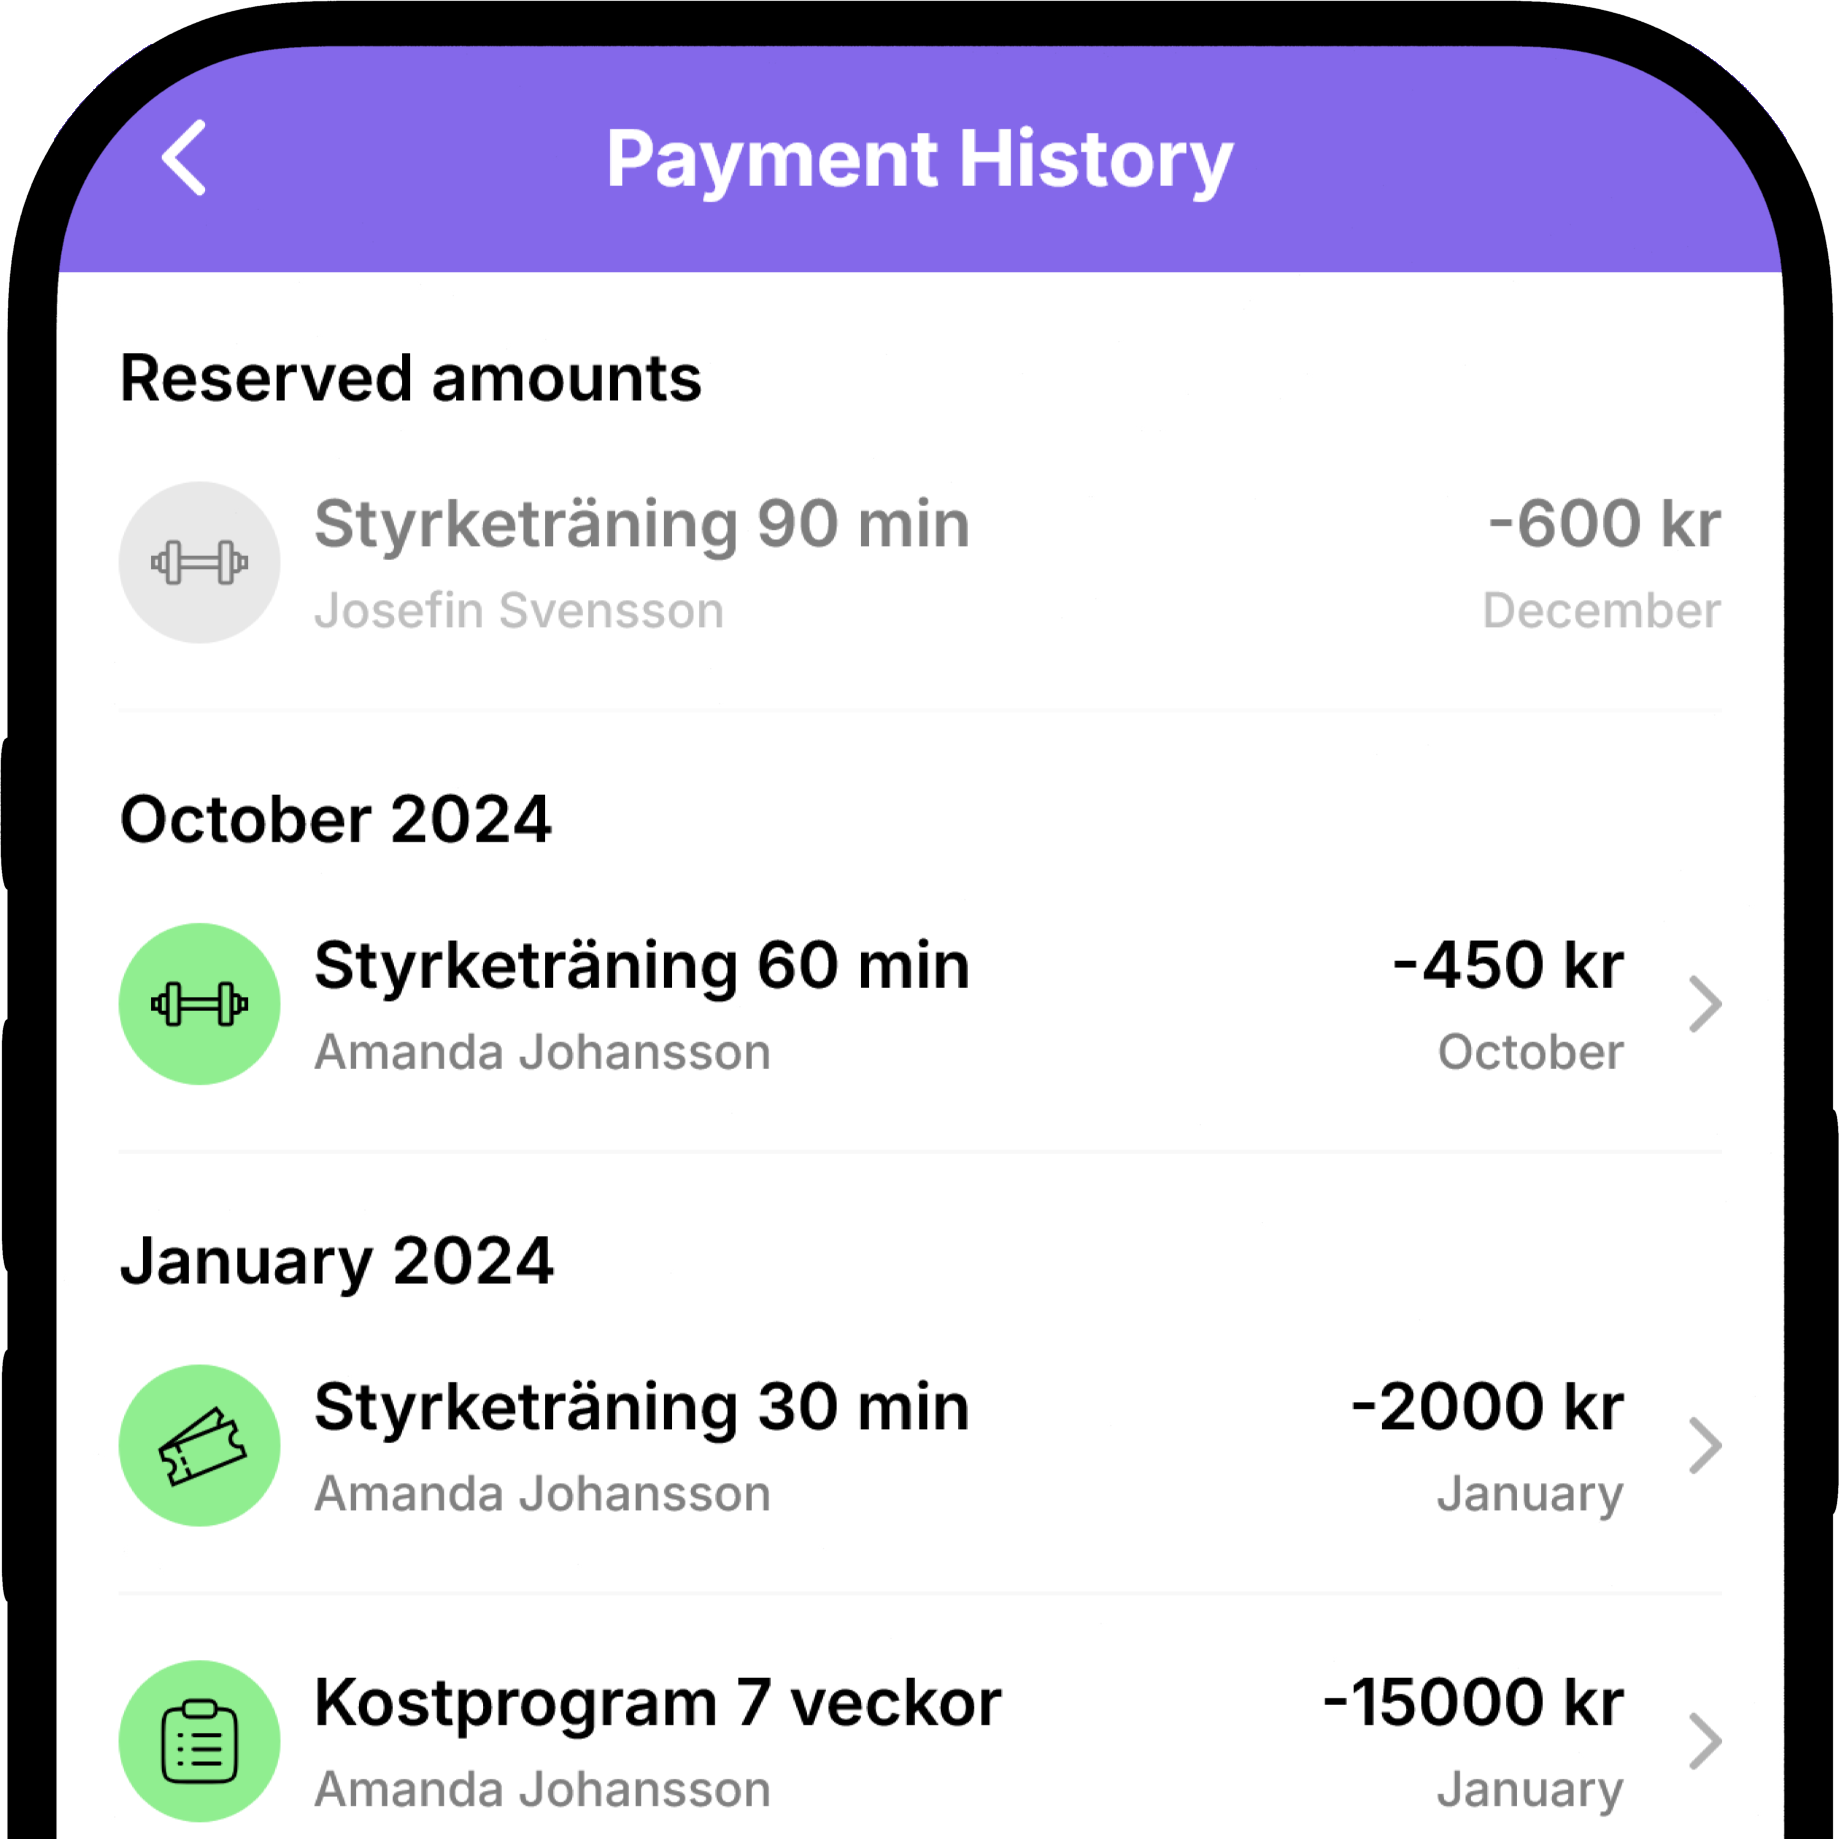 Payment History
Reserved amounts
Styrketräning 90 min -600 kr
Josefin Svensson December
October 2024
Styrketräning 60 min -450 kr
Amanda Johansson October
January 2024
Styrketräning 30 min -2000 kr
Amanda Johansson January
Kostprogram 7 veckor -15000 kr
Amanda Johansson January